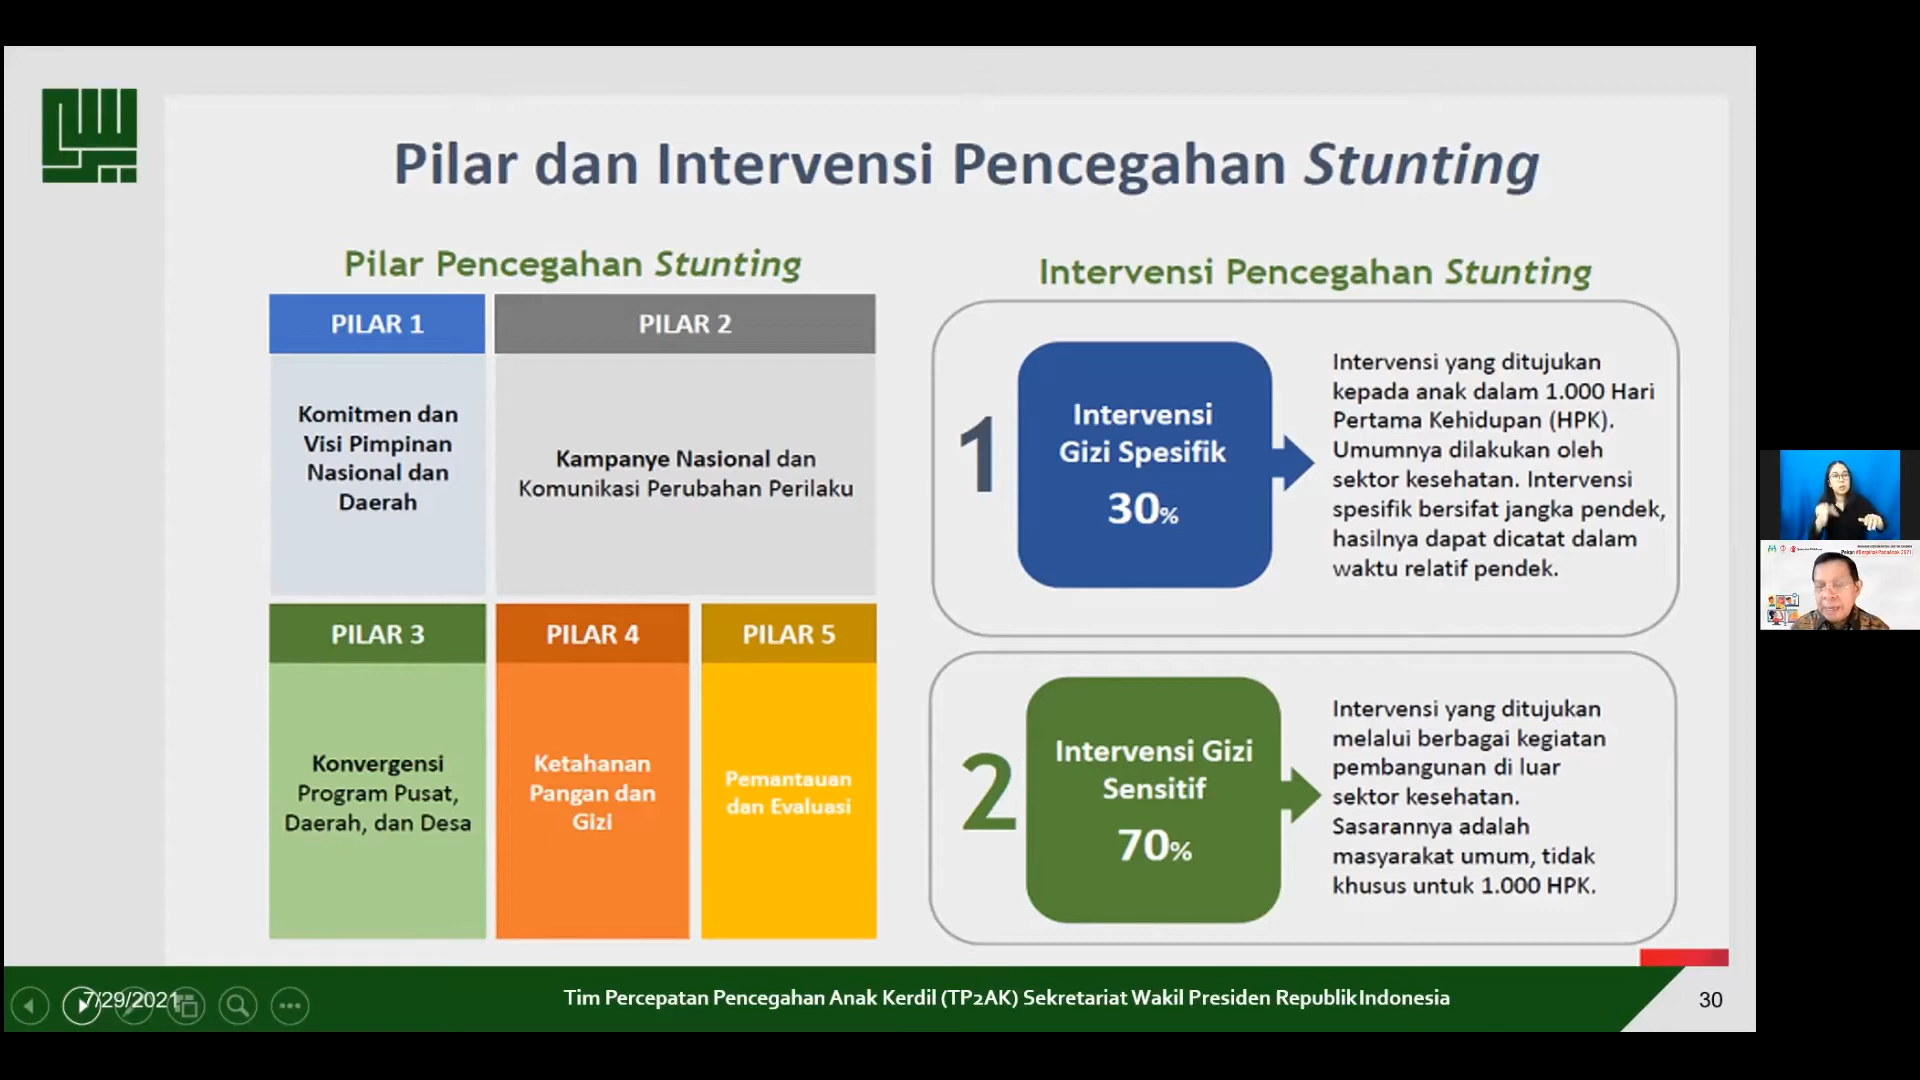 Pilar dan Intervensi Pencegahan Stunting
Pilar Pencegahan Stunting
PILAR 1
Komitmen dan
Visi Pimpinan
Nasional dan
Daerah
PILAR 2
Kampanye Nasional dan
Komunikasi Perubahan Perilaku
PILAR 3
Konvergensi
Program Pusat,
Daerah, dan Desa
PILAR 4
Ketahanan
Pangan dan
Gizi
PILAR 5
Pemantauan
dan Evaluasi
Intervensi Pencegahan Stunting
1
Intervensi
Gizi Spesifik
30%
Intervensi yang ditujukan
kepada anak dalam 1.000 Hari
Pertama Kehidupan (HPK).
Umumnya dilakukan oleh
sektor kesehatan. Intervensi
spesifik bersifat jangka pendek,
hasilnya dapat dicatat dalam
waktu relatif pendek.
2
Intervensi Gizi
Sensitif
70%
Intervensi yang ditujukan
melalui berbagai kegiatan
pembangunan di luar
sektor kesehatan.
Sasarannya adalah
masyarakat umum, tidak
khusus untuk 1.000 HPK.
7/29/2021
Tim Percepatan Pencegahan Anak Kerdil (TP2AK) Sekretariat Wakil Presiden Republik Indonesia
30